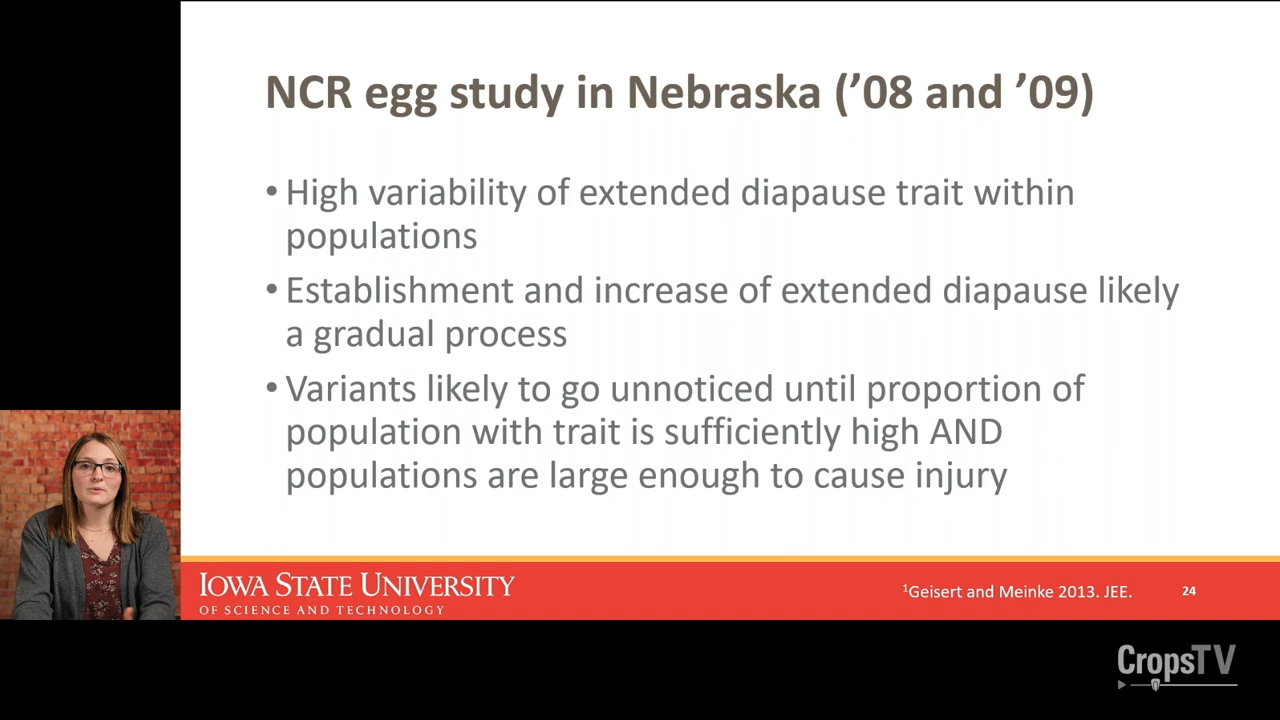 NCR egg study in Nebraska (’08 and ’09)
• High variability of extended diapause trait within
populations
• Establishment and increase of extended diapause likely
a gradual process
• Variants likely to go unnoticed until proportion of
population with trait is sufficiently high AND
populations are large enough to cause injury
IOWA STATE UNIVERSITY
OF SCIENCE AND TECHNOLOGY
¹Geisert and Meinke 2013. JEE.
24
CropsTV